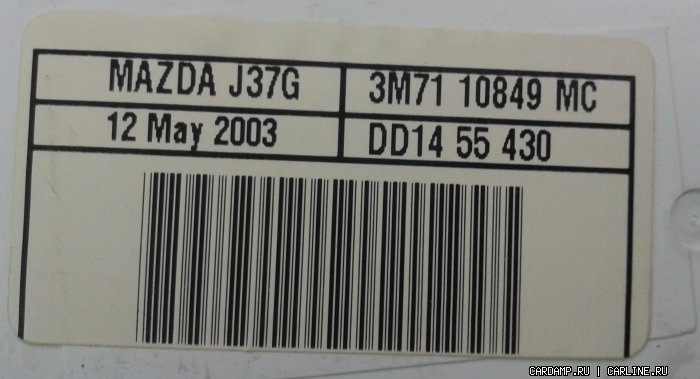 MAZDA J37G 3M71 10849 MC
12 May 2003 DD14 55 430
CARDAMP.RU | CARLINE.RU